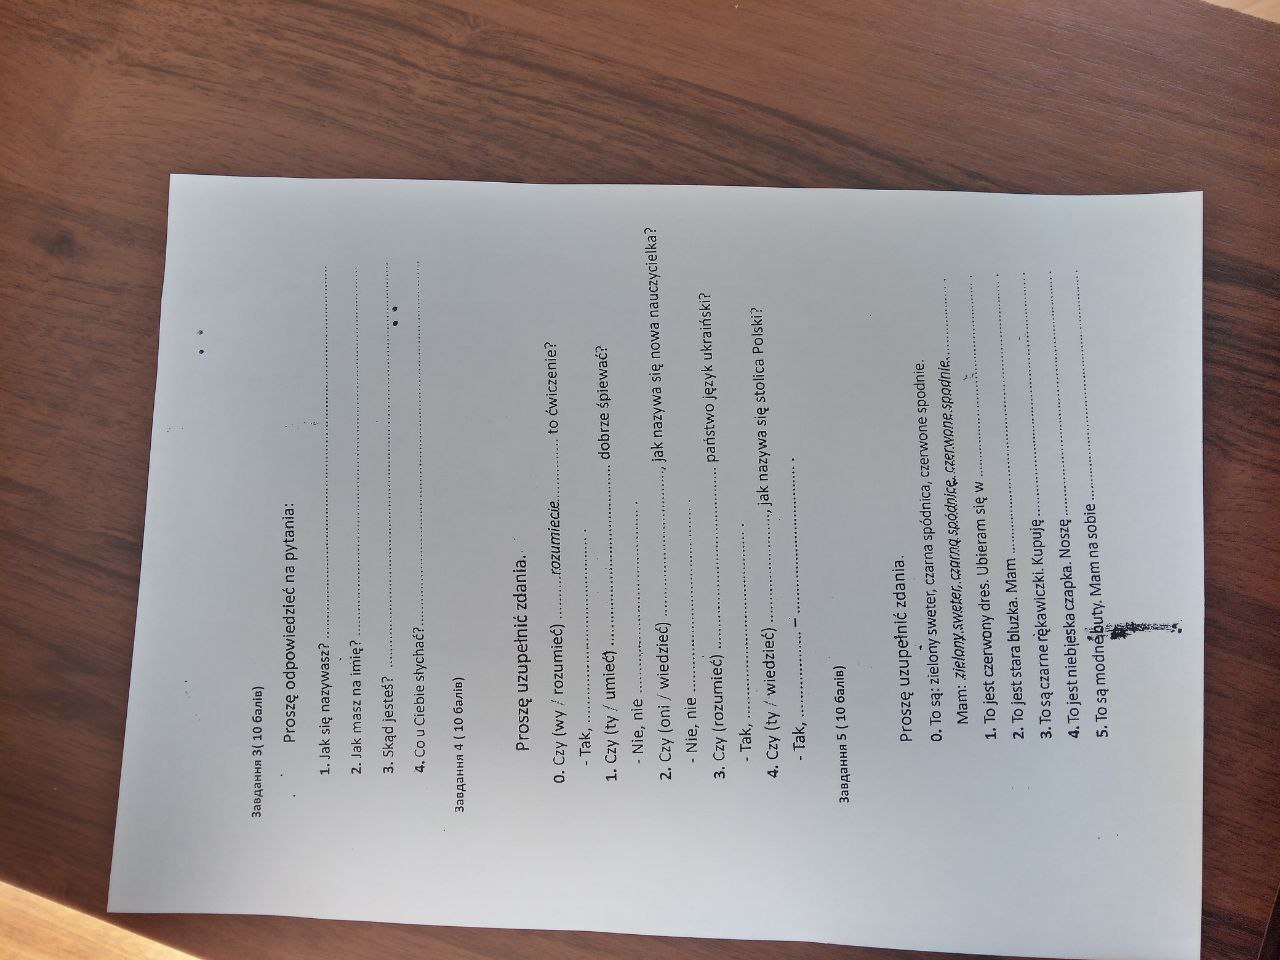 Завдання 3( 10 балів)
Proszę odpowiedzieć na pytania:
1. Jak się nazywasz? ..........................................................................................
2. Jak masz na imię? ..........................................................................................
3. Skąd jesteś? ..........................................................................................
4. Co u Ciebie słychać?..........................................................................................
Завдання 4 ( 10 балів)
Proszę uzupełnić zdania.
0. Czy (wy / rozumieć) ..........rozumiecie.............. to ćwiczenie?
- Tak, .......................................... .
1. Czy (ty / umieć) .......................................... dobrze śpiewać?
- Nie, nie .......................................... .
2. Czy (oni / wiedzieć) .................................., jak nazywa się nowa nauczycielka?
- Nie, nie .......................................... .
3. Czy (rozumieć) .......................................... państwo język ukraiński?
- Tak, .......................................... .
4. Czy (ty / wiedzieć) ........................., jak nazywa się stolica Polski?
- Tak, .................... – .................................... .
Завдання 5 ( 10 балів)
Proszę uzupełnić zdania.
0. To są: zielony sweter, czarna spódnica, czerwone spodnie.
Mam: zielony sweter, czarną spódnicę, czerwone spodnie.................... .
1. To jest czerwony dres. Ubieram się w .................................................. .
2. To jest stara bluzka. Mam .................................................................. .
3. To są czarne rękawiczki. Kupuję .......................................................... .
4. To jest niebieska czapka. Noszę .......................................................... .
5. To są modne buty. Mam na sobie ...................................................... .